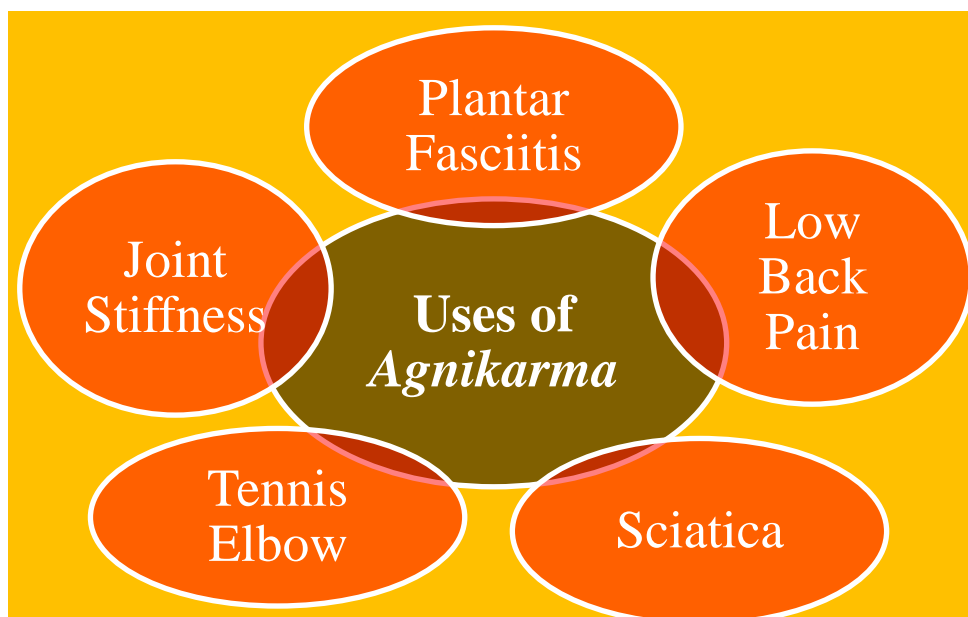 Plantar
Fasciitis
Low
Back
Pain
Joint
Stiffness
Uses of
Agnikarma
Tennis
Elbow
Sciatica